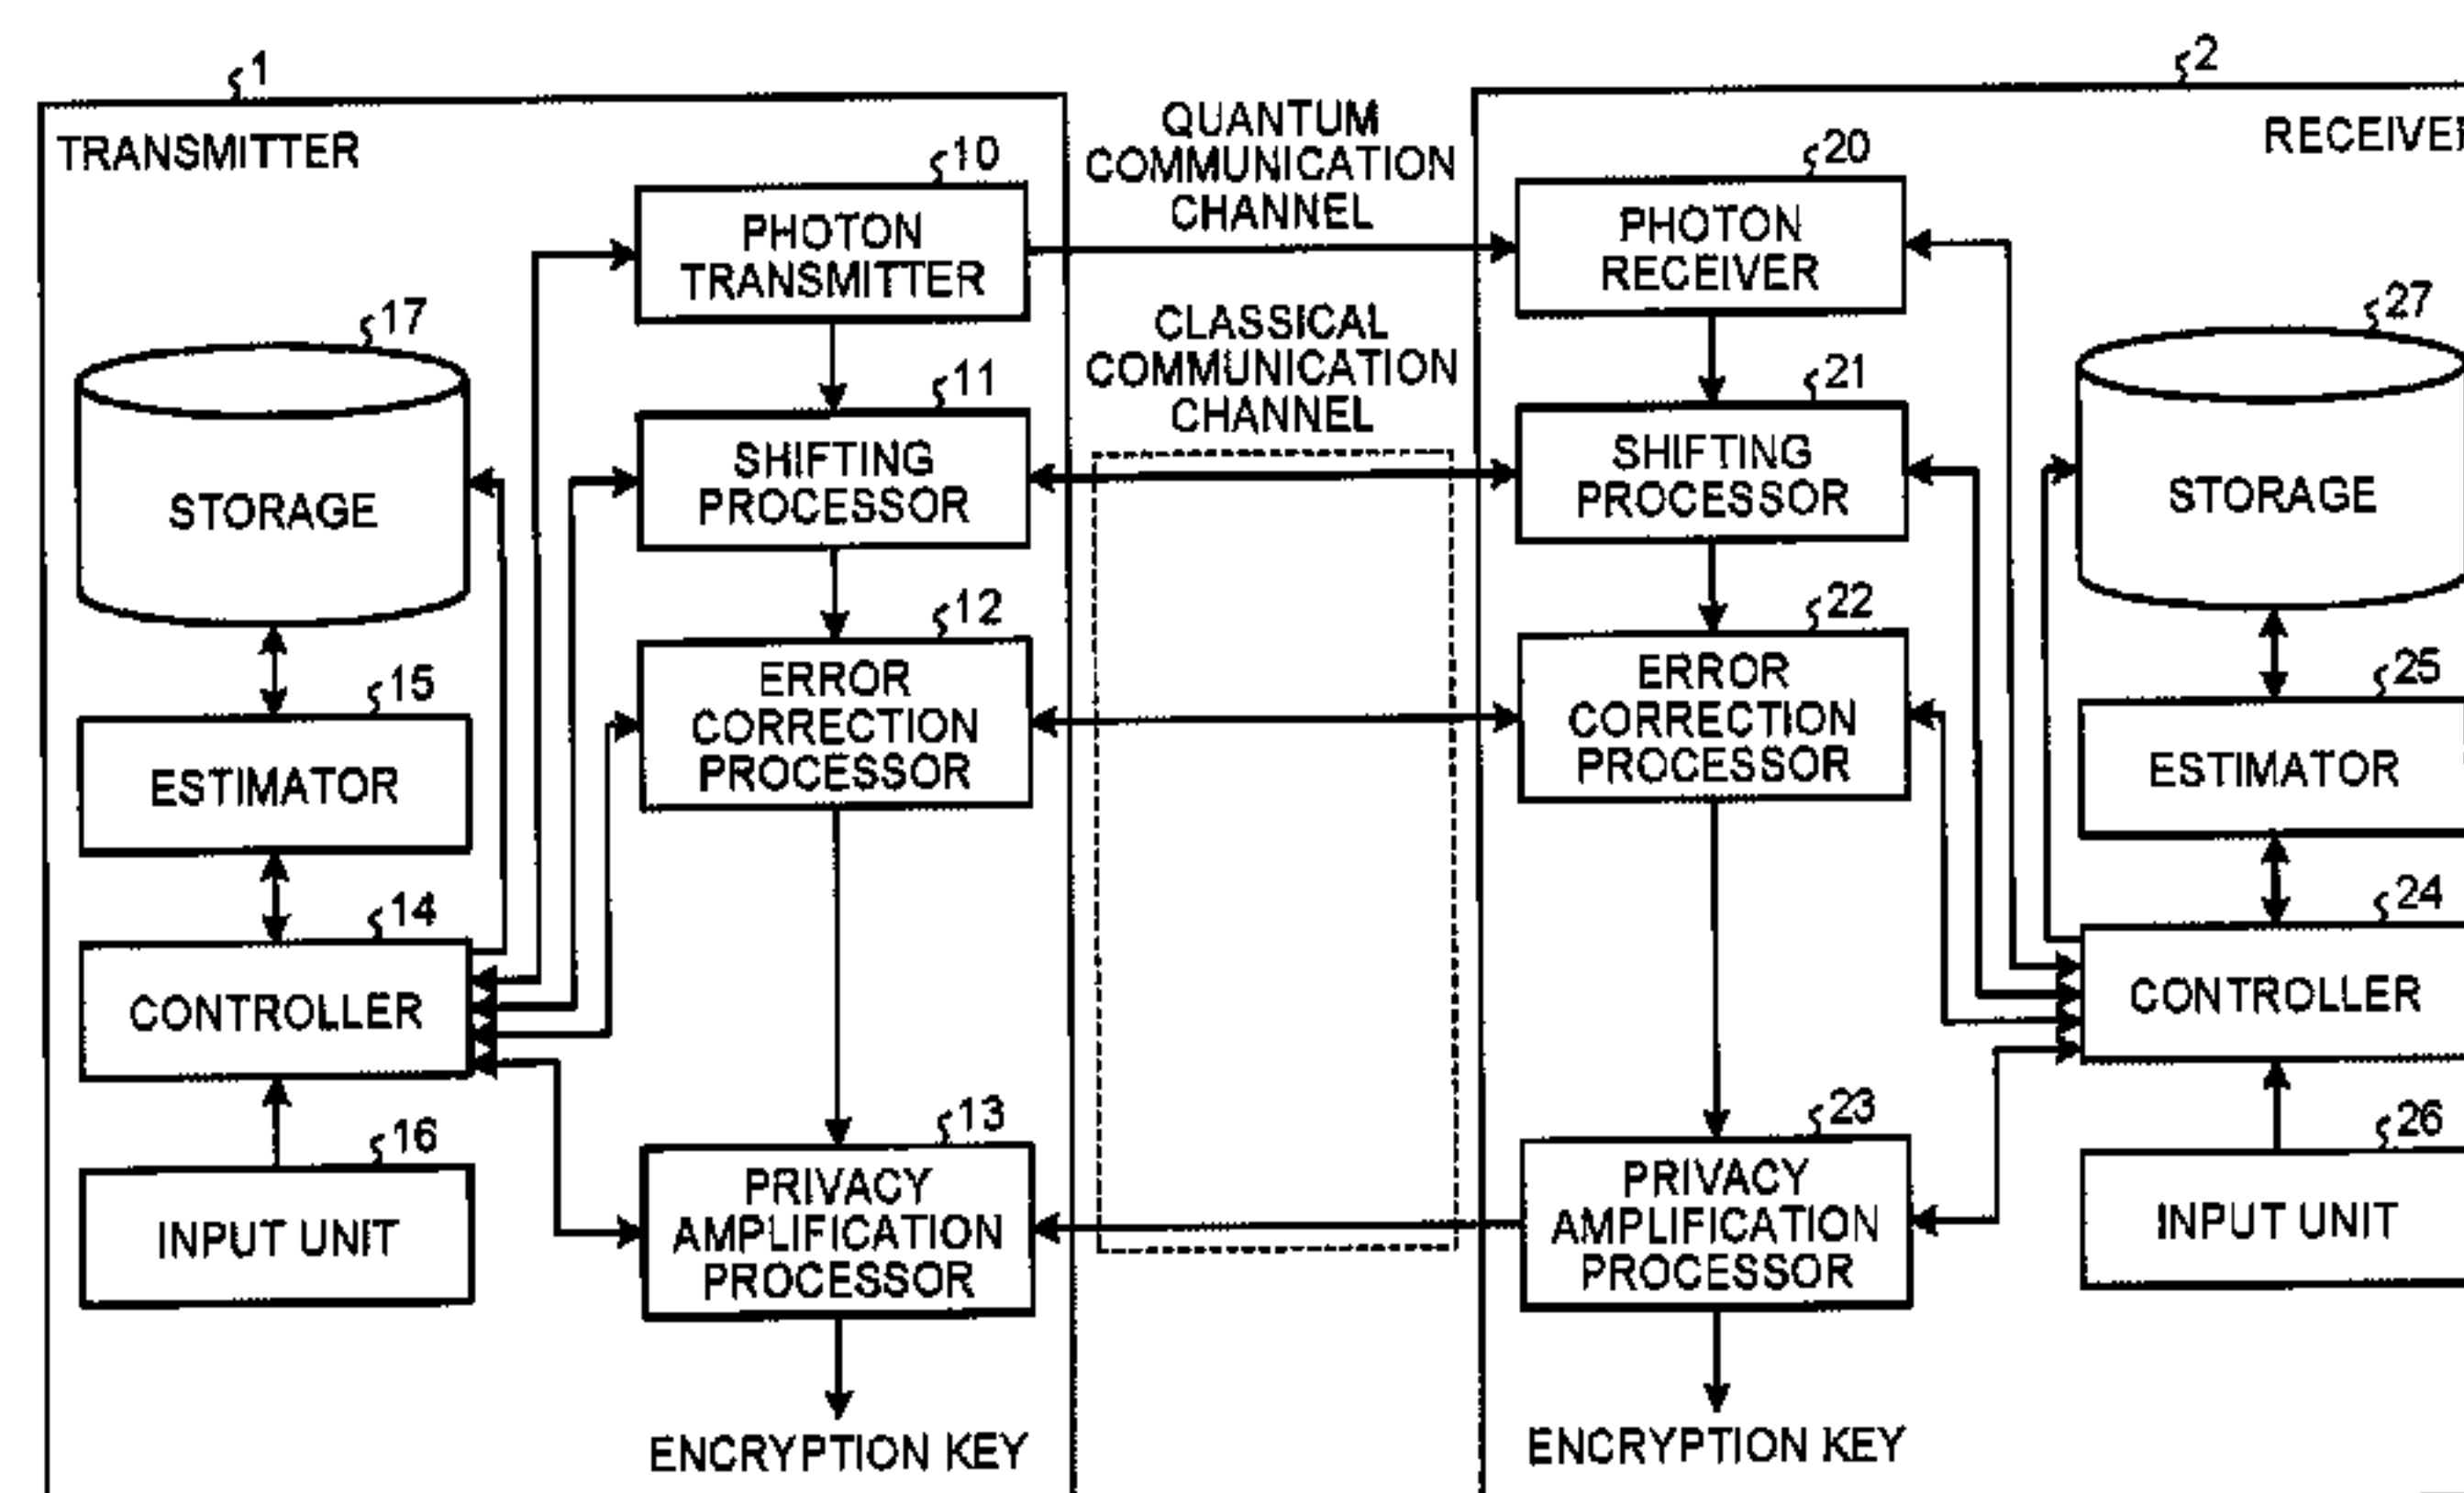 1
2
TRANSMITTER
QUANTUM
COMMUNICATION
CHANNEL
RECEIVER
10
PHOTON
TRANSMITTER
20
PHOTON
RECEIVER
17
STORAGE
CLASSICAL
COMMUNICATION
CHANNEL
27
STORAGE
11
SHIFTING
PROCESSOR
21
SHIFTING
PROCESSOR
12
ERROR
CORRECTION
PROCESSOR
22
ERROR
CORRECTION
PROCESSOR
15
ESTIMATOR
25
ESTIMATOR
14
CONTROLLER
24
CONTROLLER
16
INPUT UNIT
13
PRIVACY
AMPLIFICATION
PROCESSOR
23
PRIVACY
AMPLIFICATION
PROCESSOR
26
INPUT UNIT
ENCRYPTION KEY
ENCRYPTION KEY